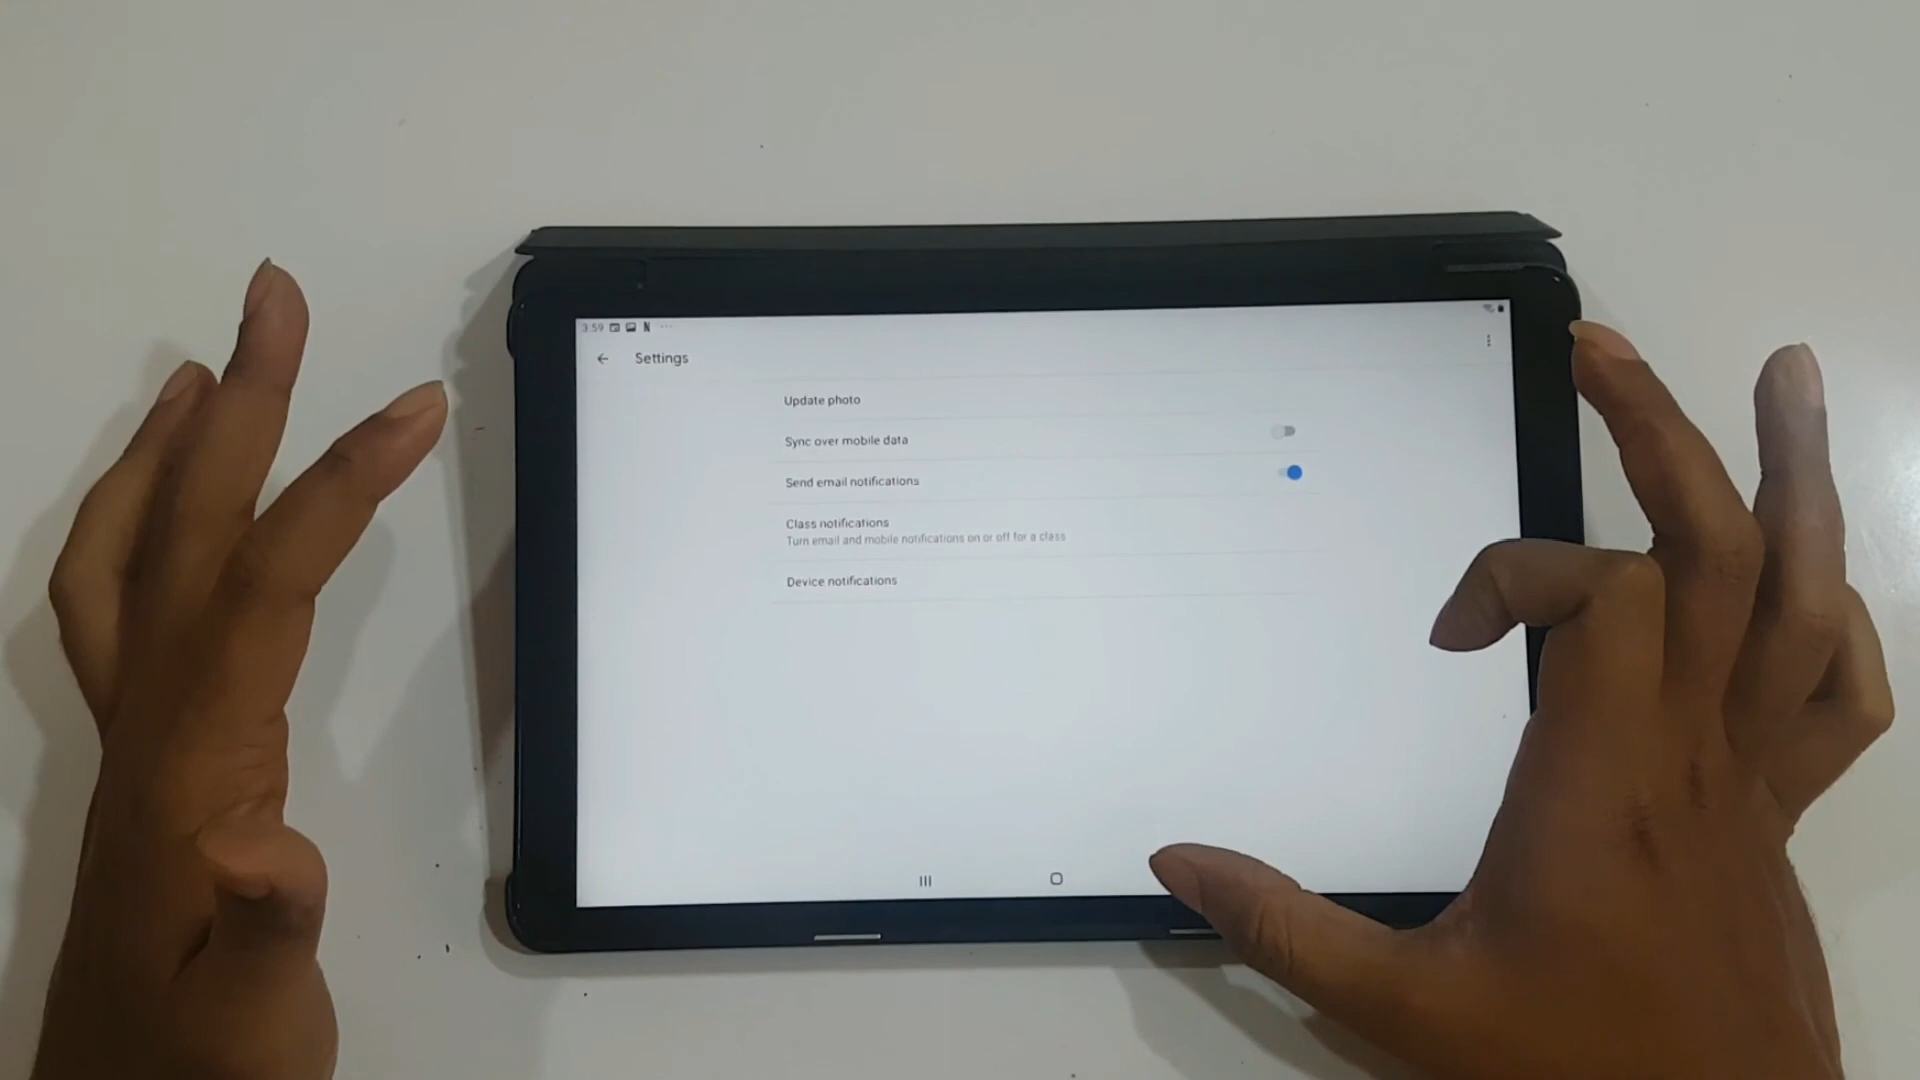 3:59
Settings
Update photo
Sync over mobile data
Send email notifications
Class notifications
Turn email and mobile notifications on or off for a class
Device notifications